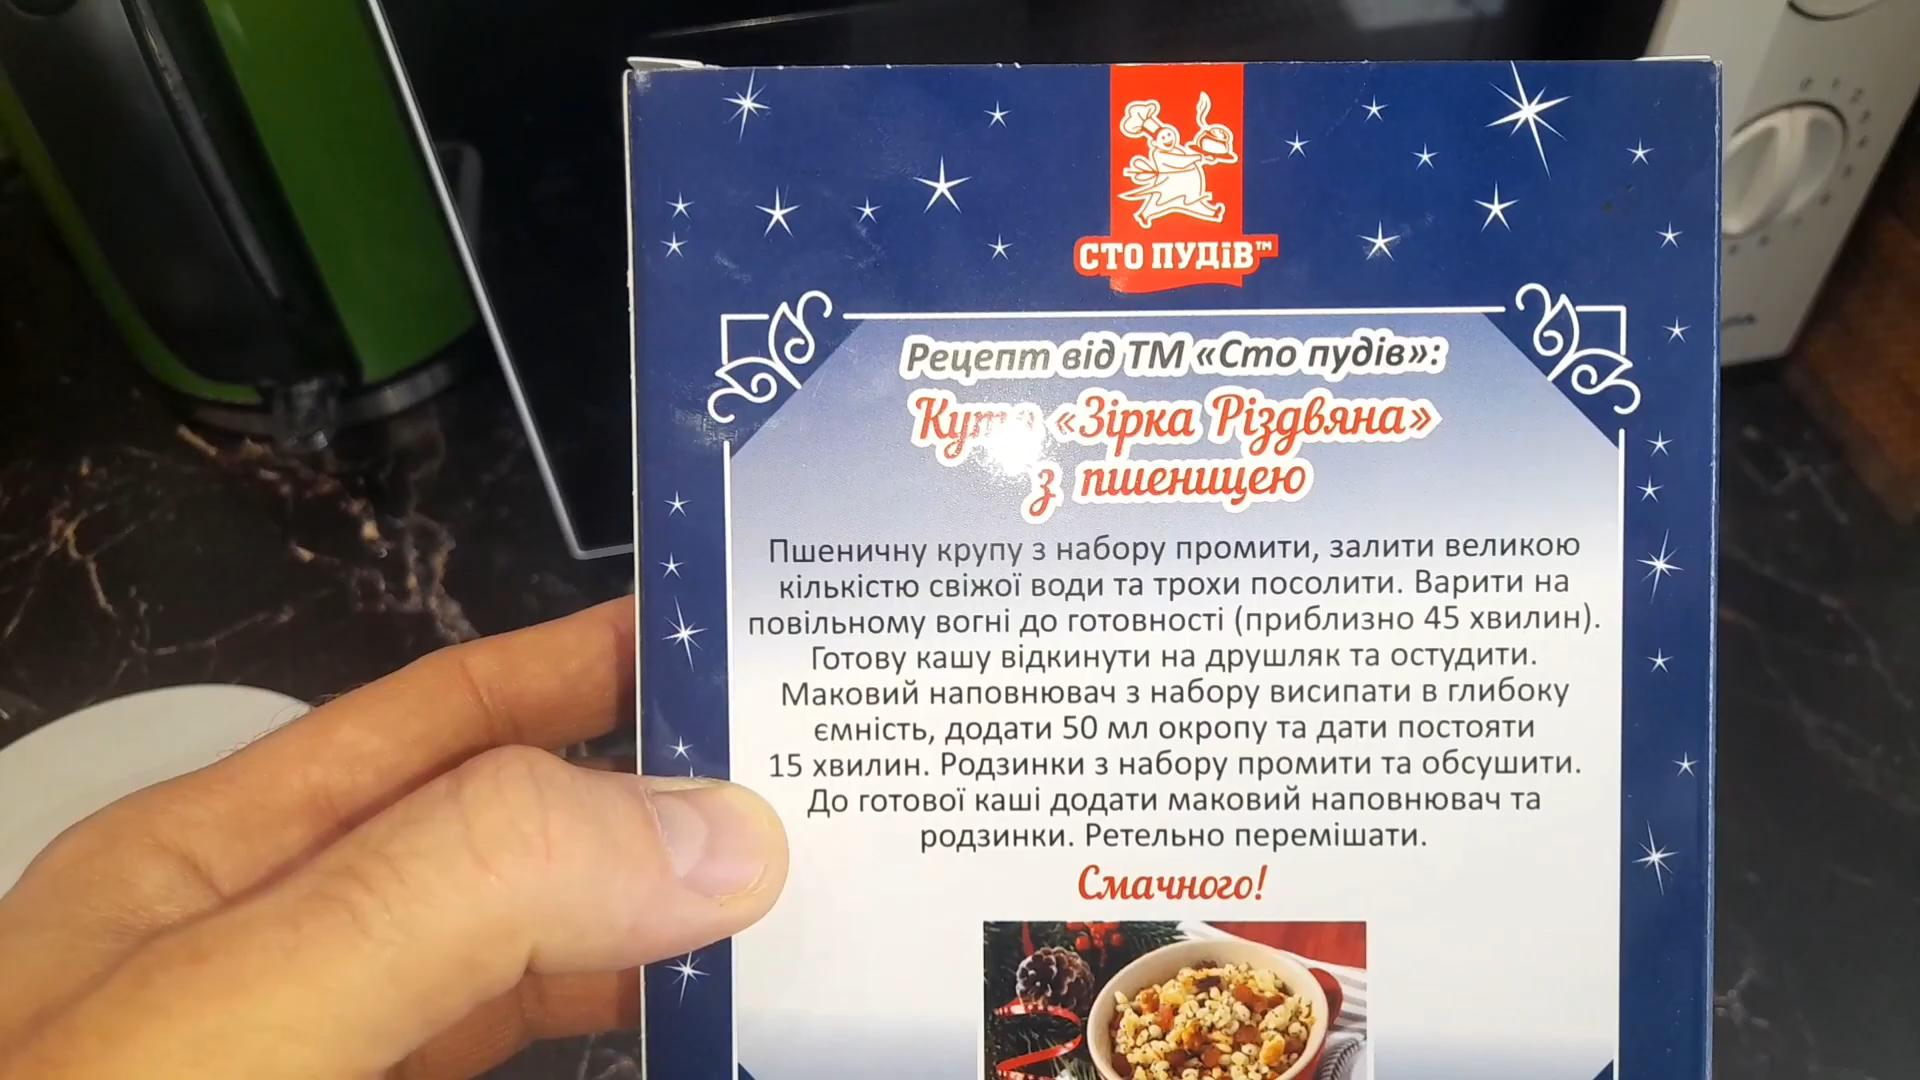 СТО ПУДІВ™
Рецепт від ТМ «Сто пудів»:
«Зірка Різдвяна»
з пшеницею
Пшеничну крупу з набору промити, залити великою
кількістю свіжої води та трохи посолити. Варити на
повільному вогні до готовності (приблизно 45 хвилин).
Готову кашу відкинути на друшляк та остудити.
Маковий наповнювач з набору висипати в глибоку
ємність, додати 50 мл окропу та дати постояти
15 хвилин. Родзинки з набору промити та обсушити.
До готової каші додати маковий наповнювач та
родзинки. Ретельно перемішати.
Смачного!